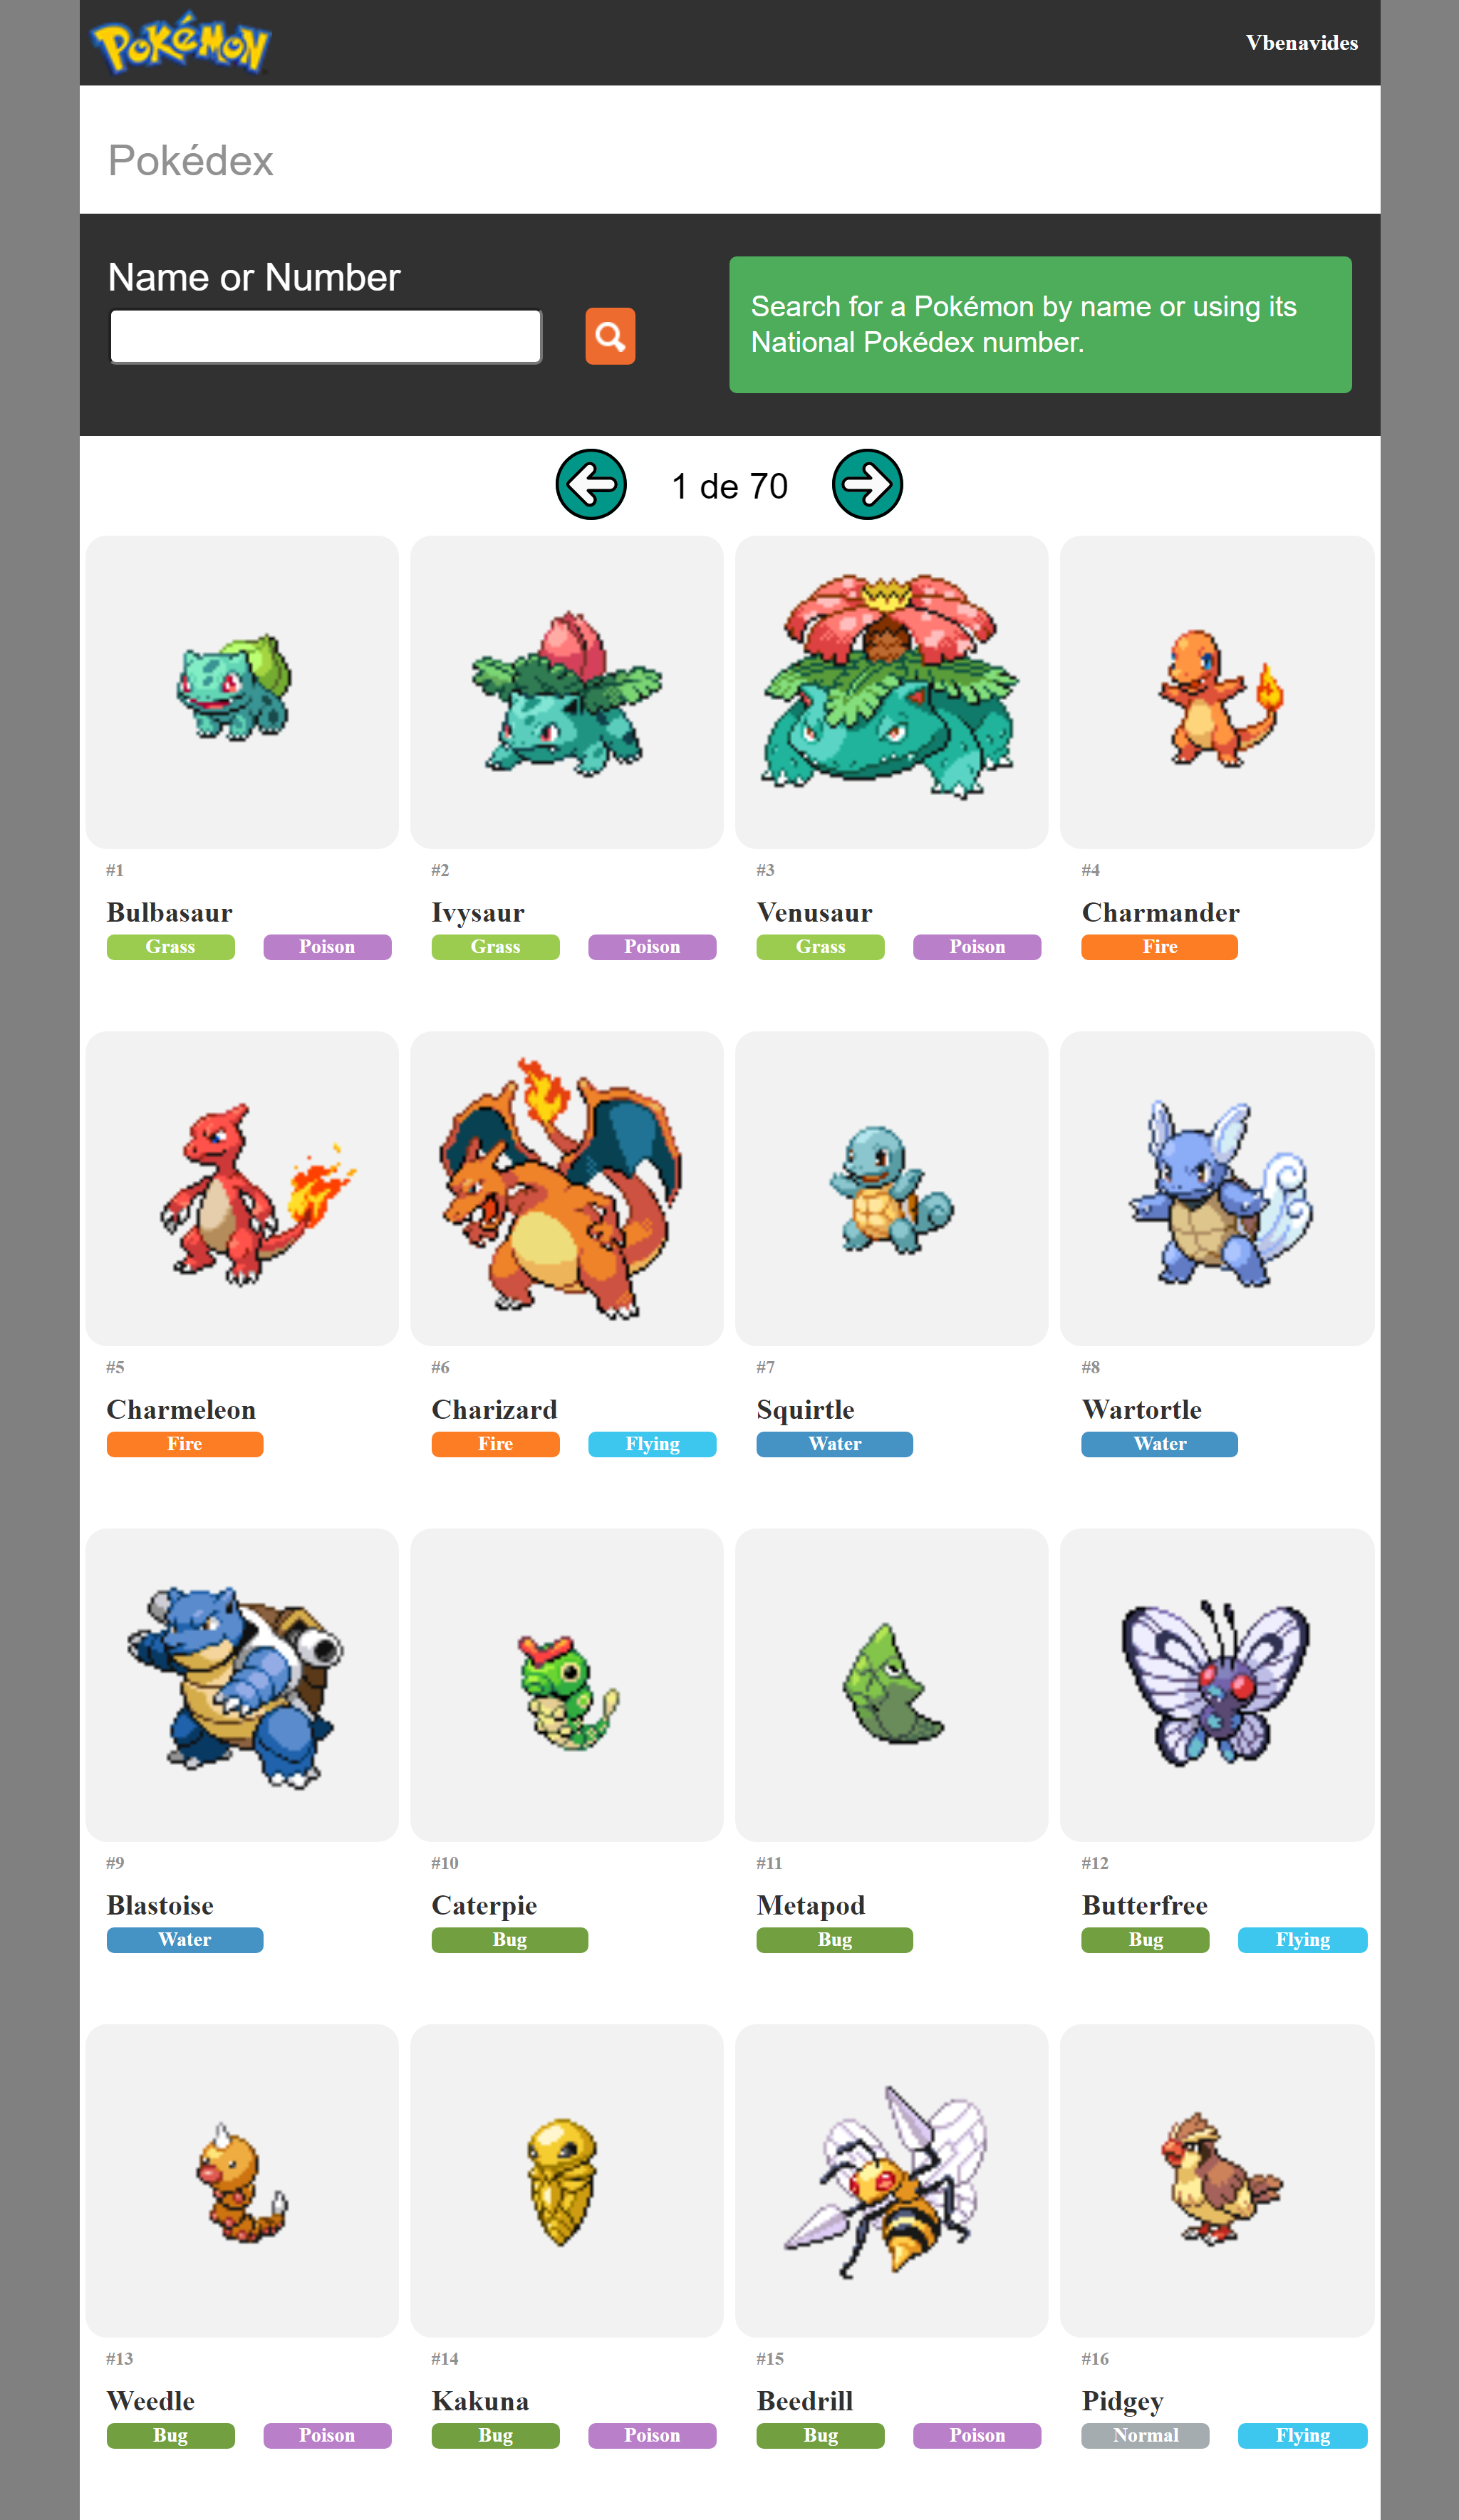 POKéMON
Vbenavides
Pokédex
Name or Number
Search for a Pokémon by name or using its
National Pokédex number.
1 de 70
#1
Bulbasaur
Grass Poison
#2
Ivysaur
Grass Poison
#3
Venusaur
Grass Poison
#4
Charmander
Fire
#5
Charmeleon
Fire
#6
Charizard
Fire Flying
#7
Squirtle
Water
#8
Wartortle
Water
#9
Blastoise
Water
#10
Caterpie
Bug
#11
Metapod
Bug
#12
Butterfree
Bug Flying
#13
Weedle
Bug Poison
#14
Kakuna
Bug Poison
#15
Beedrill
Bug Poison
#16
Pidgey
Normal Flying